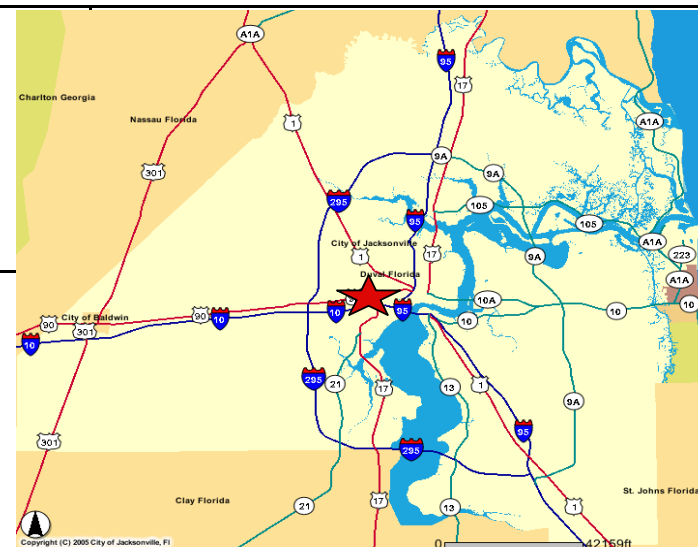 A1A
95
17
Charlton Georgia
Nassau Florida
1
A1A
9A
301
9A
295
105
95
105
City of Jacksonville
A1A
1
17
9A
223
Duval Florida
A1A
10A
10
90
City of Baldwin
90
10
10
95
10
10
301
10
295
21
17
13
1
9A
95
301
295
Clay Florida
St. Johns Florida
21
17
13
1
Copyright (C) 2005 City of Jacksonville, Fl
0
42159ft